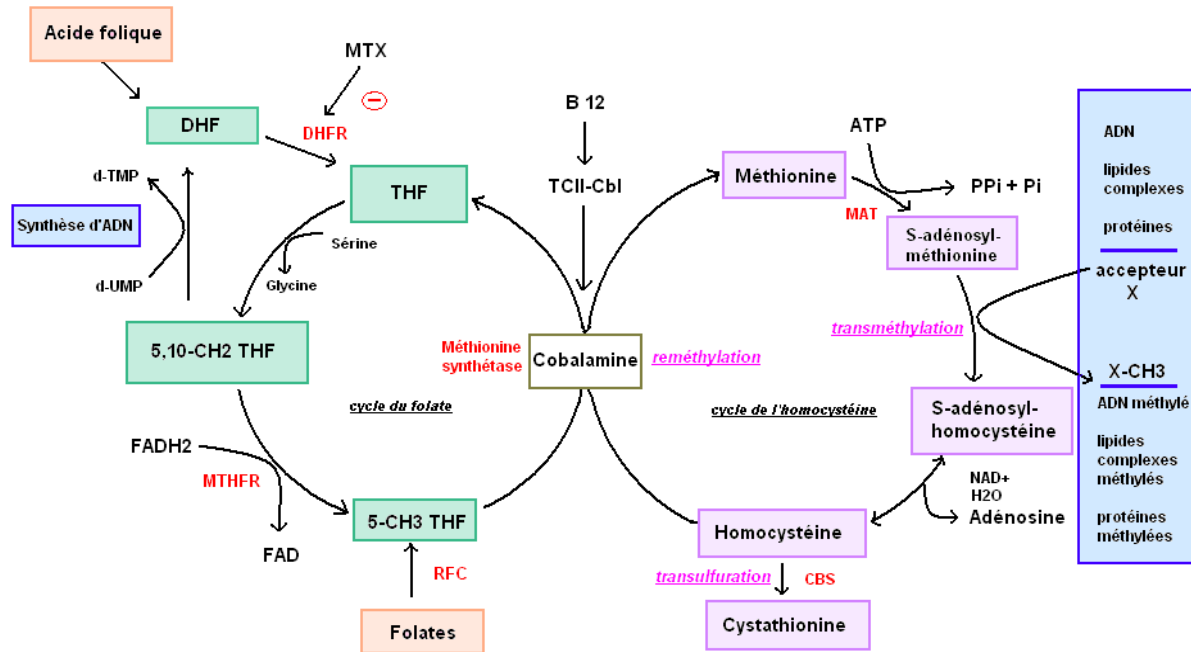 Acide folique
MTX
DHF
DHFR
d-TMP
Synthèse d'ADN
d-UMP
THF
Sérine
Glycine
5,10-CH2 THF
cycle du folate
FADH2
MTHFR
FAD
5-CH3 THF
RFC
Folates
B 12
TCII-Cbl
Méthionine
synthétase
Cobalamine
reméthylation
cycle de l'homocystéine
ATP
Méthionine
PPi + Pi
MAT
S-adénosyl-
méthionine
transméthylation
S-adénosyl-
homocystéine
NAD+
H2O
Adénosine
Homocystéine
transulfuration
CBS
Cystathionine
ADN
lipides
complexes
protéines
accepteur
X
X-CH3
ADN méthylé
lipides
complexes
méthylés
protéines
méthylées